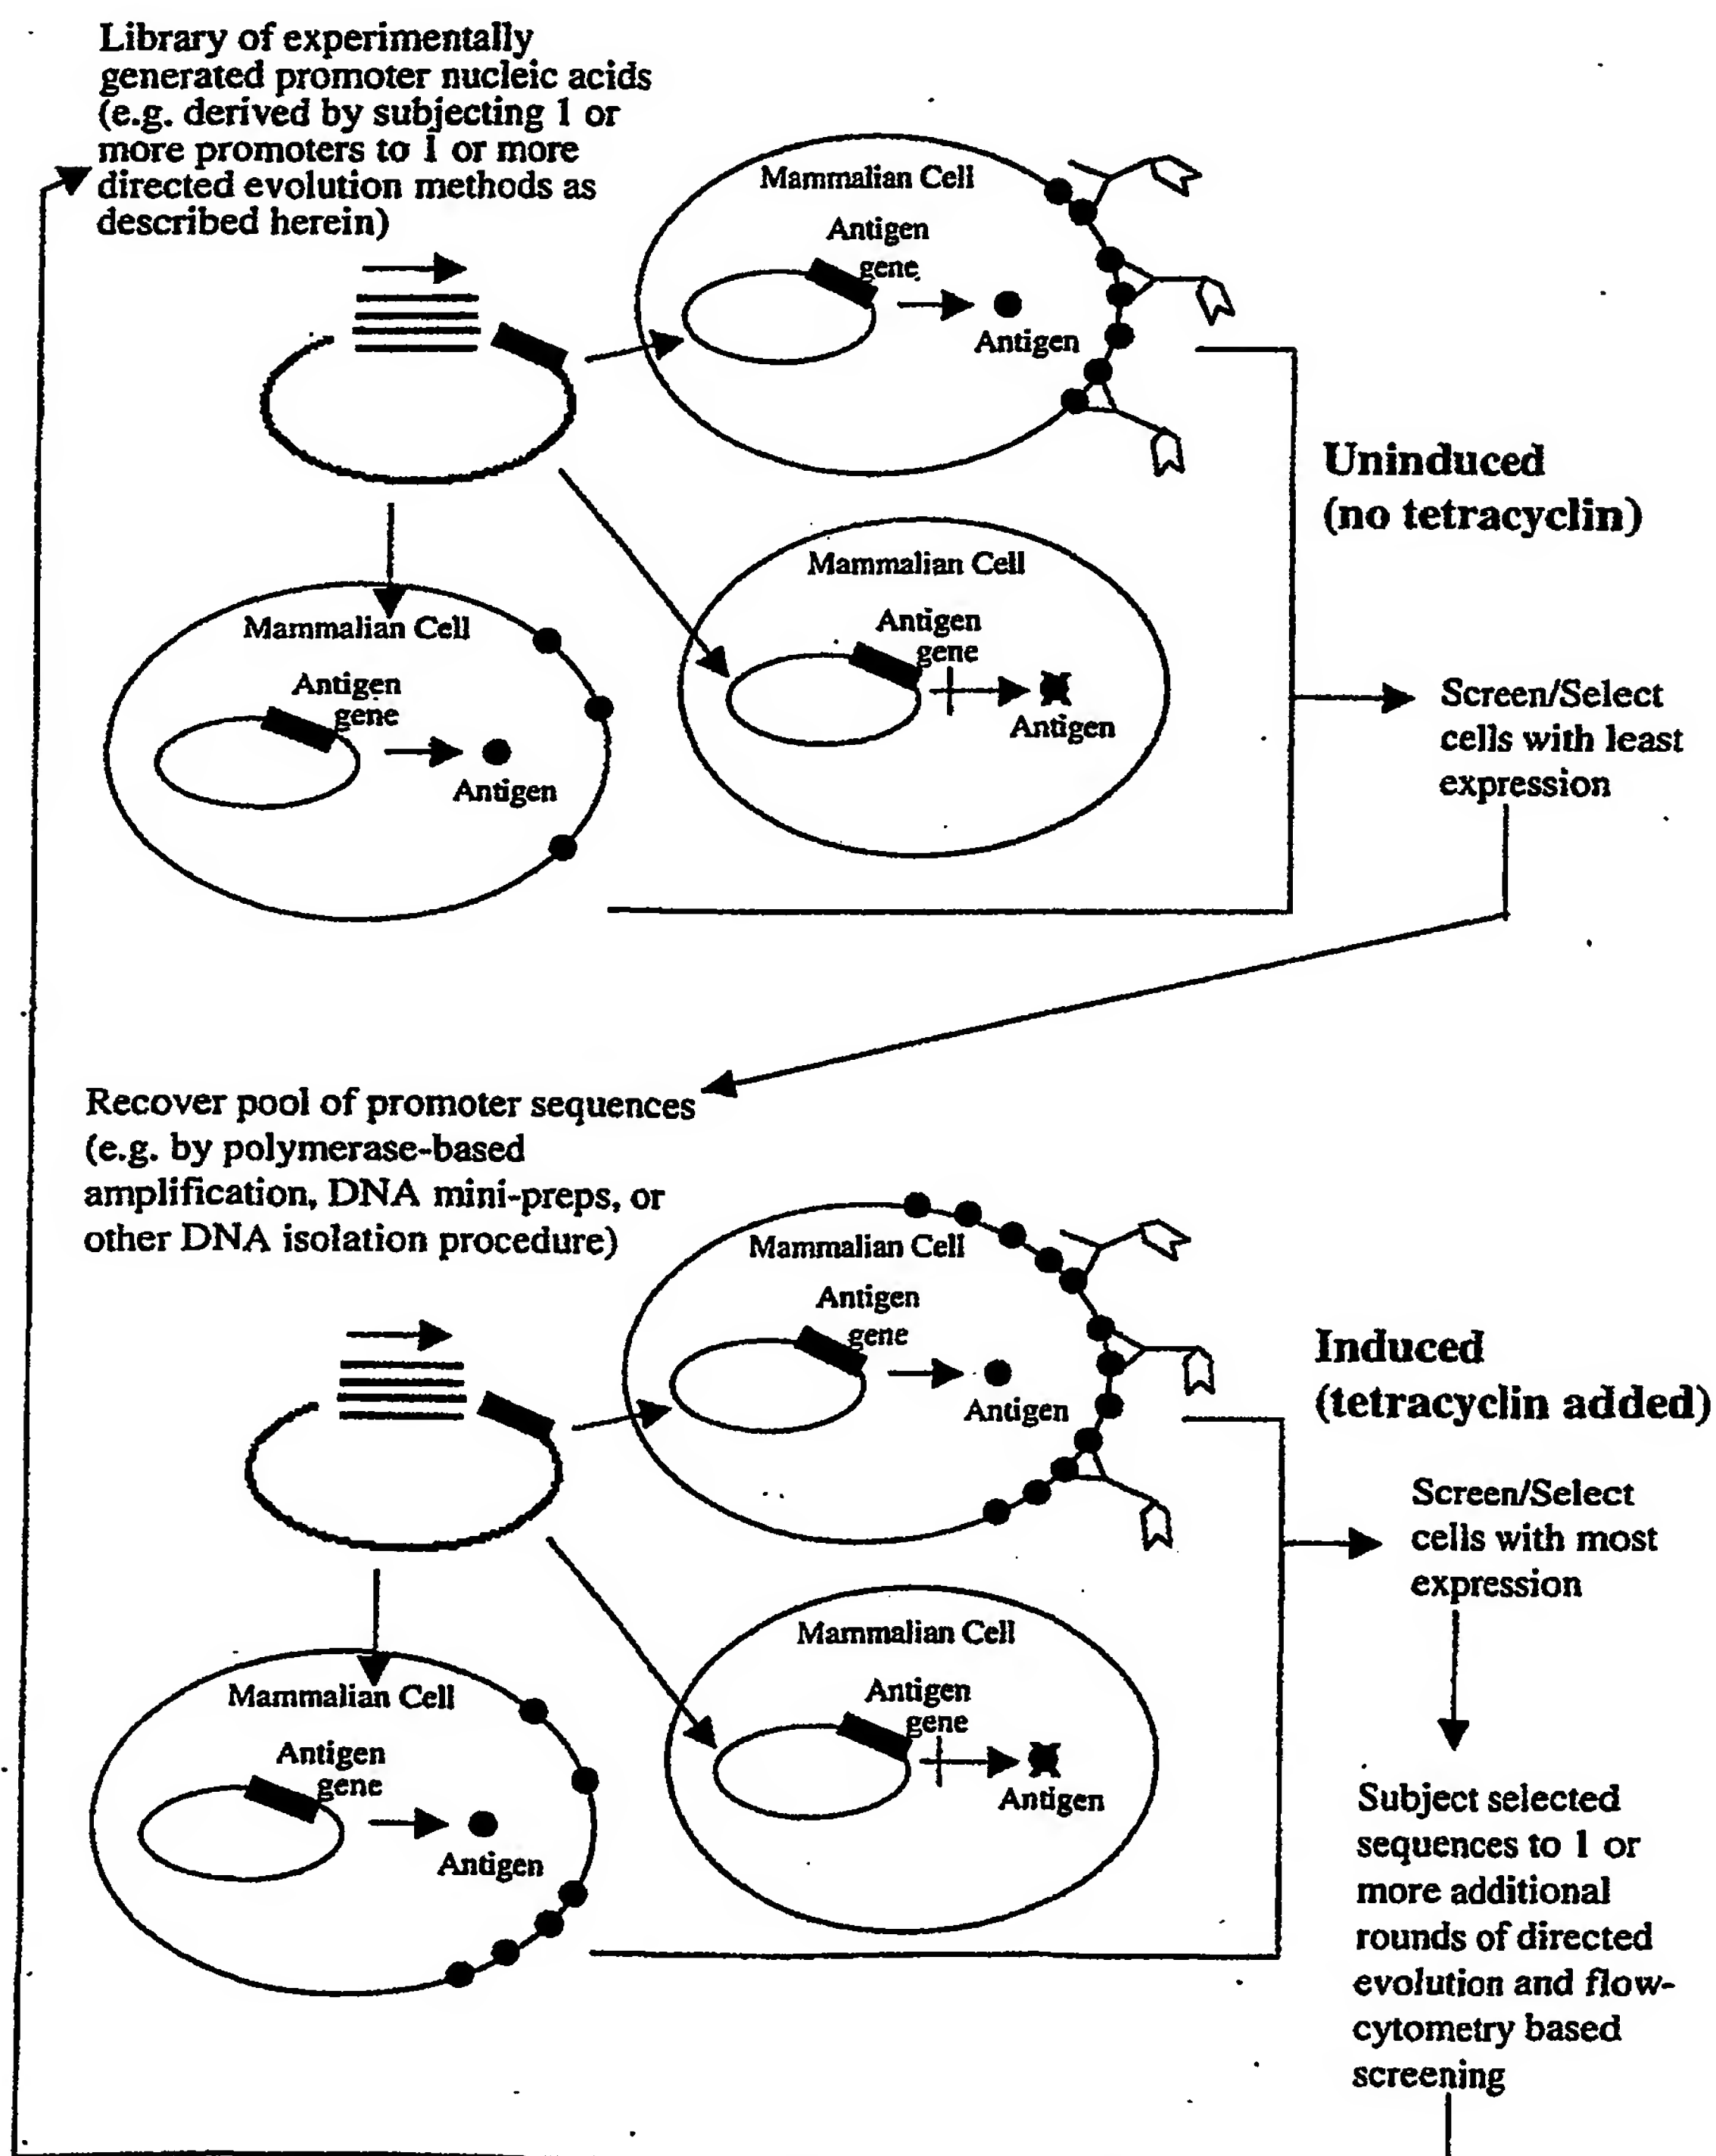 Library of experimentally
generated promoter nucleic acids
(e.g. derived by subjecting 1 or
more promoters to 1 or more
directed evolution methods as
described herein)
Mammalian Cell
Antigen
gene
Antigen
Uninduced
(no tetracyclin)
Mammalian Cell
Antigen
gene
Antigen
Mammalian Cell
Antigen
gene
Antigen
Screen/Select
cells with least
expression
Recover pool of promoter sequences
(e.g. by polymerase-based
amplification, DNA mini-preps, or
other DNA isolation procedure)
Mammalian Cell
Antigen
gene
Antigen
Induced
(tetracyclin added)
Screen/Select
cells with most
expression
Mammalian Cell
Antigen
gene
Antigen
Mammalian Cell
Antigen
gene
Antigen
Subject selected
sequences to 1 or
more additional
rounds of directed
evolution and flow-
cytometry based
screening